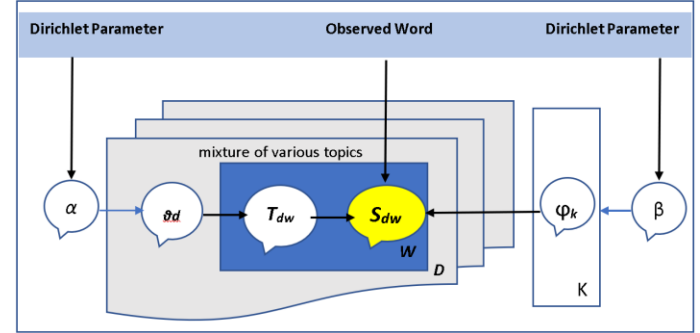 Dirichlet Parameter Observed Word Dirichlet Parameter
mixture of various topics
α ϑd Tdw Sdw φk β
W
D
K